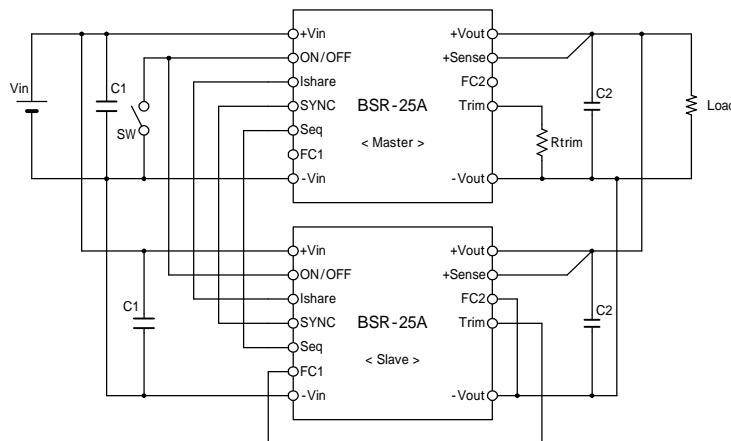 +Vin
+Vout
ON/OFF
+Sense
Vin
C1
Ishare
FC2
C2
SYNC
BSR-25A
Trim
Load
SW
Seq
< Master >
Rtrim
FC1
-Vin
-Vout
+Vin
+Vout
ON/OFF
+Sense
C1
Ishare
FC2
C2
SYNC
BSR-25A
Trim
Seq
< Slave >
FC1
-Vin
-Vout